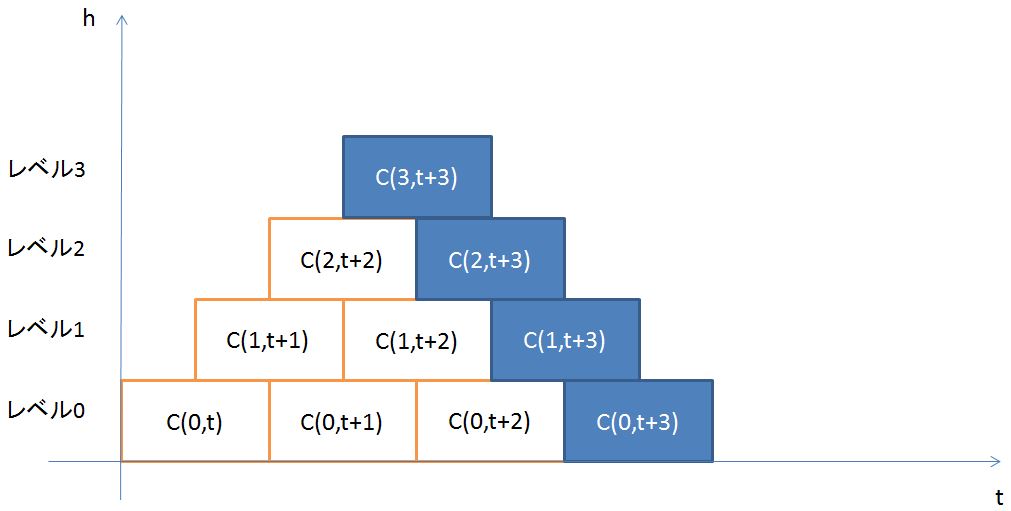 h
レベル3
C(3,t+3)
レベル2
C(2,t+2)
C(2,t+3)
レベル1
C(1,t+1)
C(1,t+2)
C(1,t+3)
レベル0
C(0,t)
C(0,t+1)
C(0,t+2)
C(0,t+3)
t